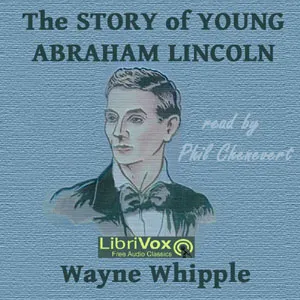 The STORY of YOUNG
ABRAHAM LINCOLN
read by
Phil Chenevert
LibriVox
Free Audio Classics
Wayne Whipple